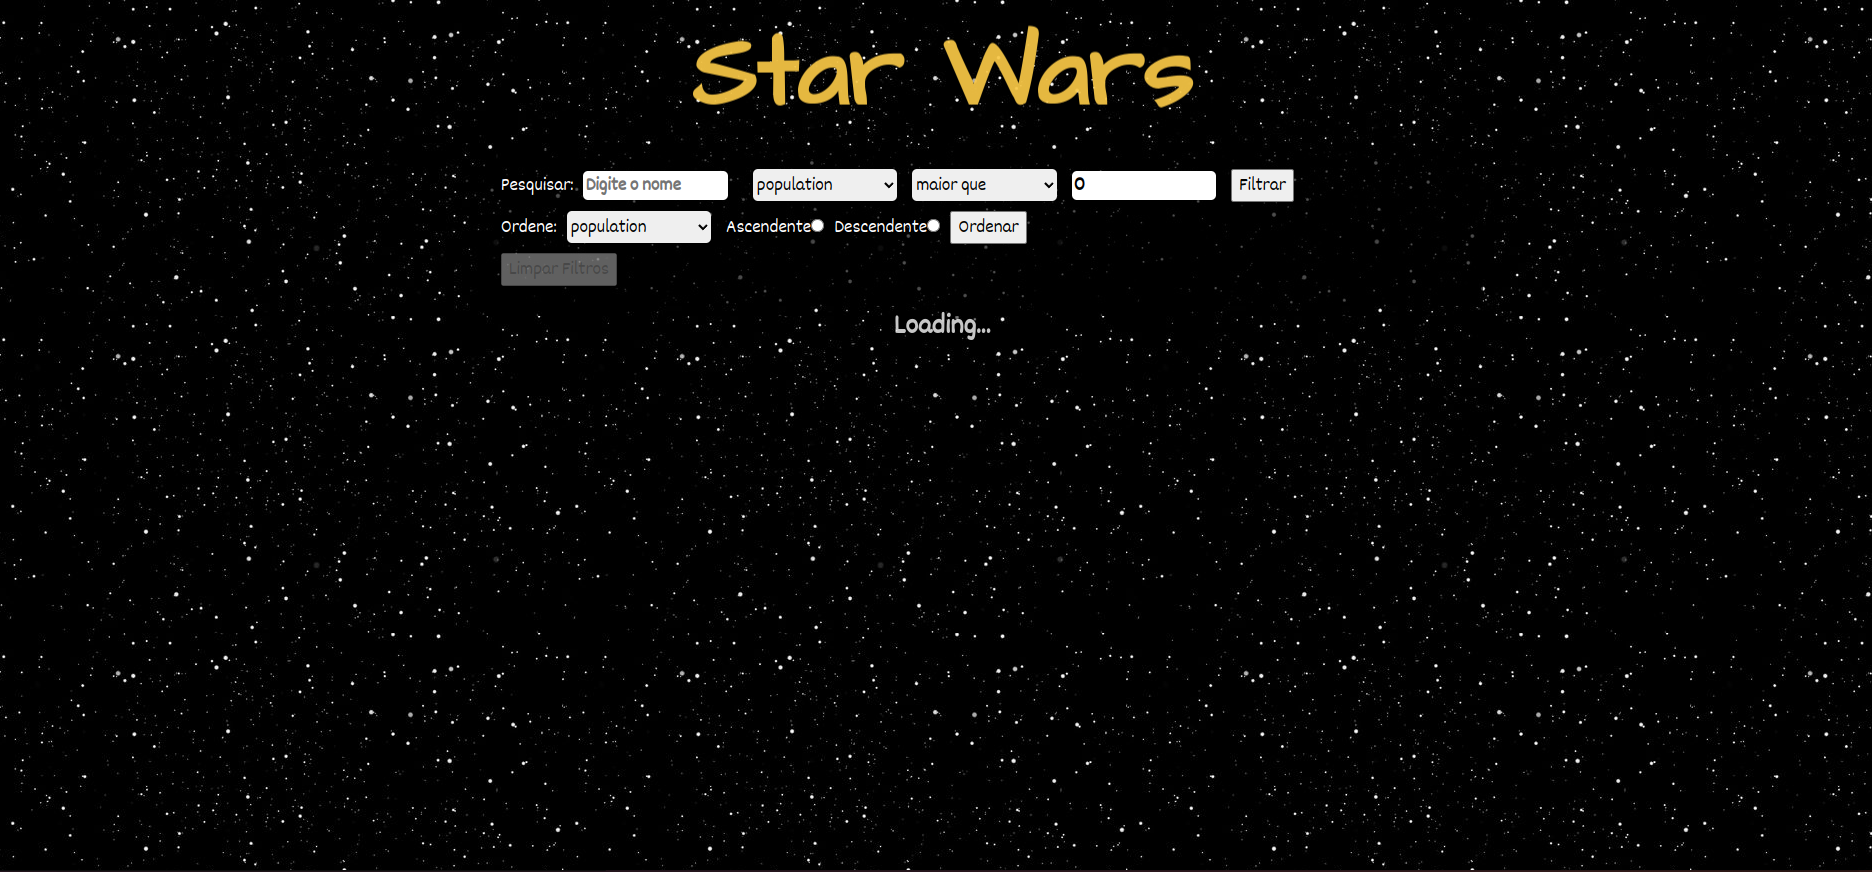 Star Wars
Pesquisar: Digite o nome population maior que 0 Filtrar
Ordene: population Ascendente Descendente Ordenar
Limpar Filtros
Loading...